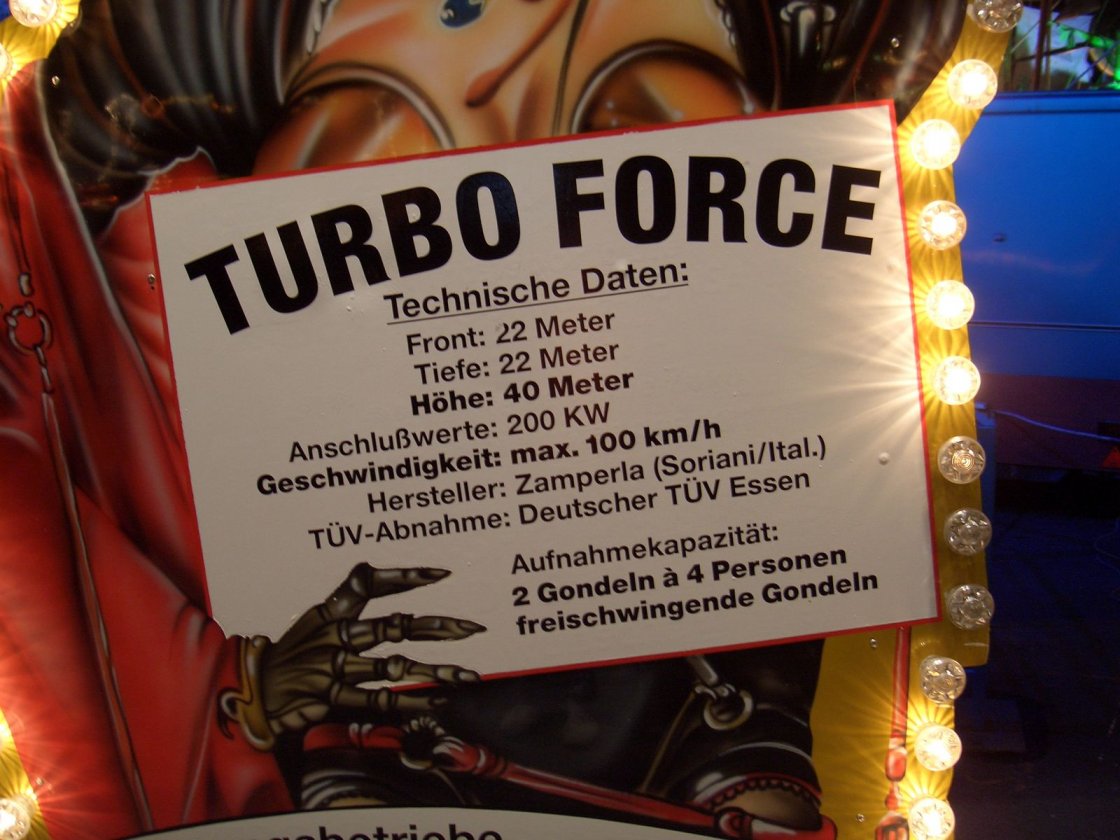 TURBO FORCE
Technische Daten:
Front: 22 Meter
Tiefe: 22 Meter
Höhe: 40 Meter
Anschlußwerte: 200 KW
Geschwindigkeit: max. 100 km/h
Hersteller: Zamperla (Soriani/Ital.)
TÜV-Abnahme: Deutscher TÜV Essen
Aufnahmekapazität:
2 Gondeln à 4 Personen
freischwingende Gondeln